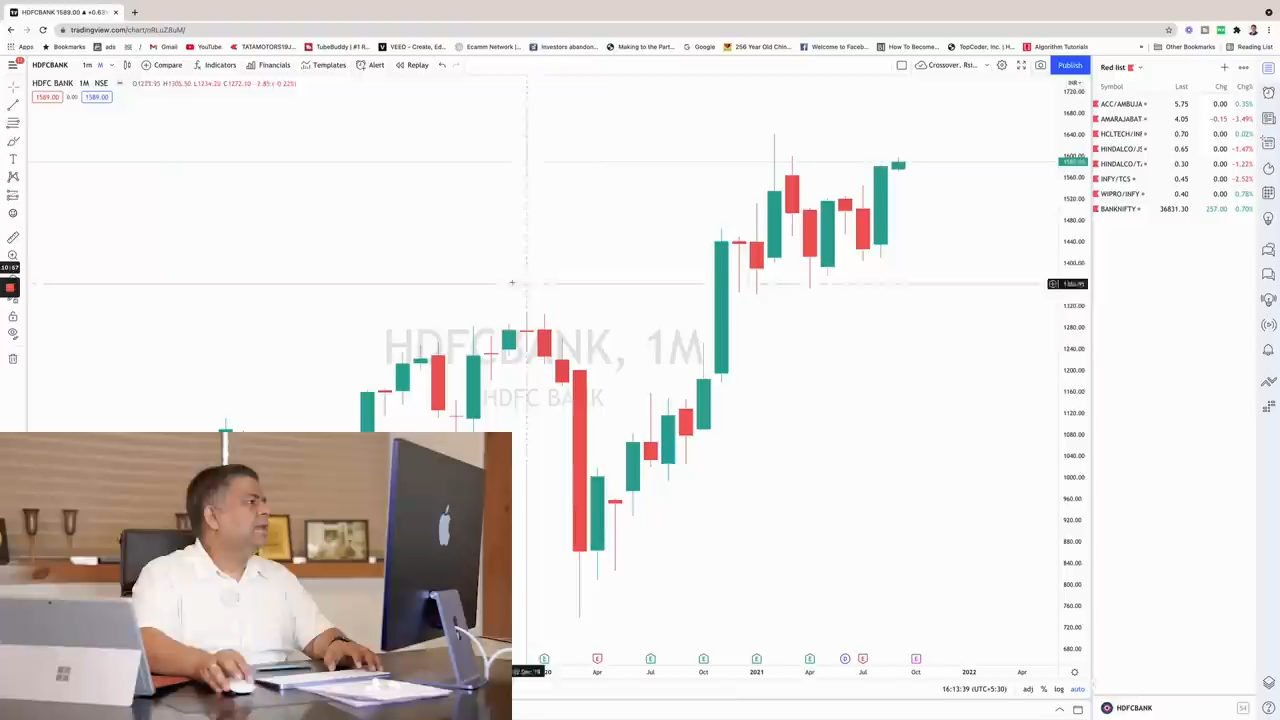 HDFCBANK 1589.00 ▲ +0.63%
tradingview.com/chart/n8LuZ8uM/
Apps Bookmarks ads Gmail YouTube TATAMOTORS19J... TubeBuddy | #1 R... VEED - Create, Ed... Ecamm Network |... Investors abandon... Making to the Part... Google 256 Year Old Chin... Welcome to Faceb... How To Become... TopCoder, Inc. |... Algorithm Tutorials » Other Bookmarks Reading List
HDFCBANK 1m M Compare Indicators Financials Templates Alert Replay Crossover, Rsi... Publish
HDFC BANK 1M NSE
1589.00 0.00 1589.00
INR
1720.00
1680.00
1640.00
1600.00
1560.00
1520.00
1480.00
1440.00
1400.00
1320.00
1280.00
1240.00
1200.00
1160.00
1120.00
1080.00
1040.00
1000.00
960.00
920.00
880.00
840.00
800.00
760.00
720.00
680.00
HDFCBANK, 1M
HDFC BANK
10:57
Red list
Symbol Last Chg Chg%
ACC/AMBUJA 5.75 0.00 0.35%
AMARAJABAT 4.05 -0.15 -3.49%
HCLTECH/INF 0.70 0.00 0.02%
HINDALCO/JS 0.65 0.00 -1.47%
HINDALCO/T 0.30 0.00 -1.22%
INFY/TCS 0.45 0.00 -2.52%
WIPRO/INFY 0.40 0.00 0.78%
BANKNIFTY 36831.30 257.00 0.70%
Apr Jul Oct 2021 Apr Jul Oct 2022 Apr
16:13:39 (UTC+5:30) adj % log auto
HDFCBANK